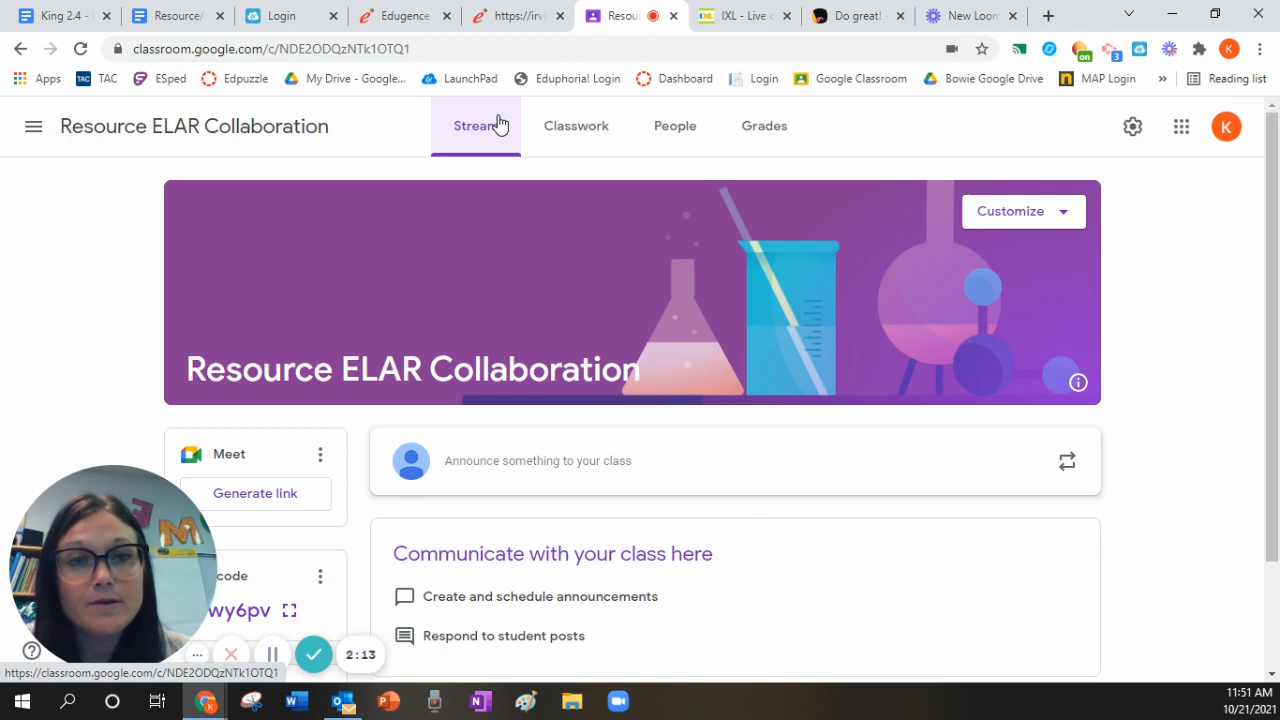 King 2.4 -
Resource/
Login
Edugence
https://irvi
Resou
IXL - Live c
Do great!
New Loom
classroom.google.com/c/NDE2ODQzNTk1OTQ1
K
Apps
TAC
ESped
Edpuzzle
My Drive - Google...
LaunchPad
Eduphoria! Login
Dashboard
Login
Google Classroom
Bowie Google Drive
MAP Login
»
Reading list
on
3
Resource ELAR Collaboration
Stream
Classwork
People
Grades
K
Customize
Resource ELAR Collaboration
Meet
Generate link
Announce something to your class
Communicate with your class here
code
wy6pv
Create and schedule announcements
Respond to student posts
2:13
https://classroom.google.com/c/NDE2ODQzNTk1OTQ1
11:51 AM
10/21/2021